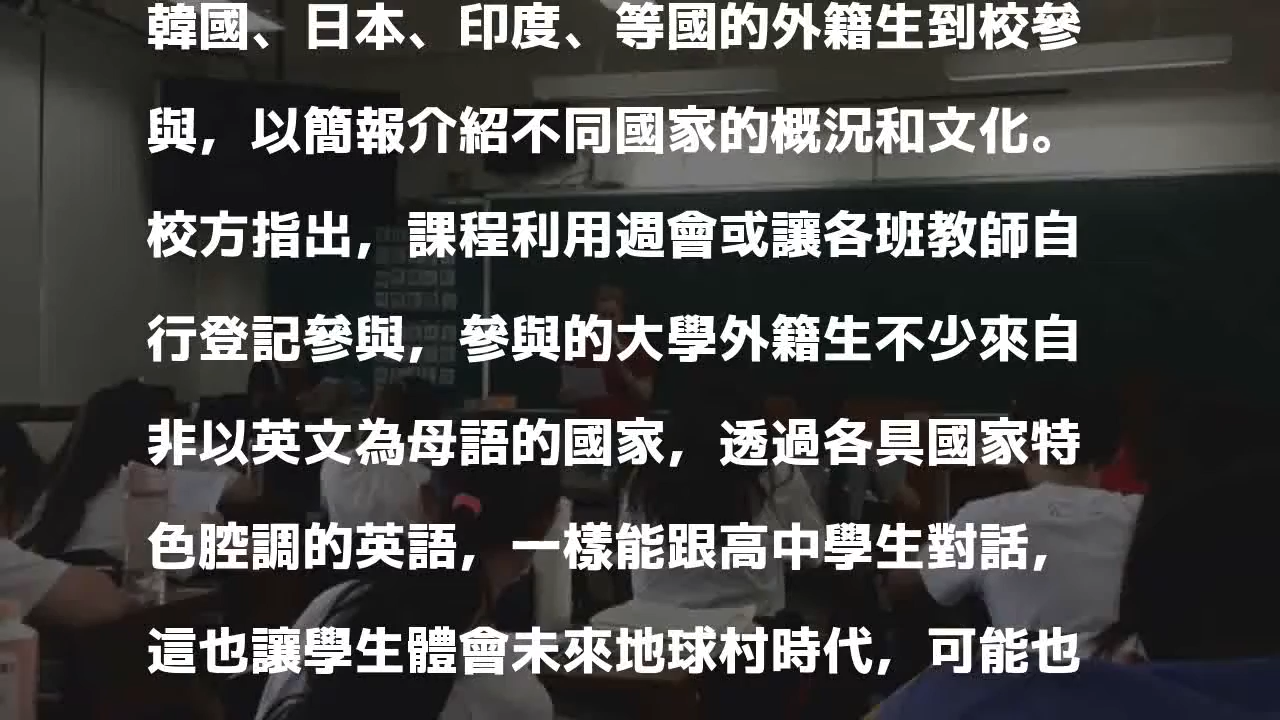 韓國、日本、印度、等國的外籍生到校參
與，以簡報介紹不同國家的概況和文化。
校方指出，課程利用週會或讓各班教師自
行登記參與，參與的大學外籍生不少來自
非以英文為母語的國家，透過各具國家特
色腔調的英語，一樣能跟高中學生對話，
這也讓學生體會未來地球村時代，可能也